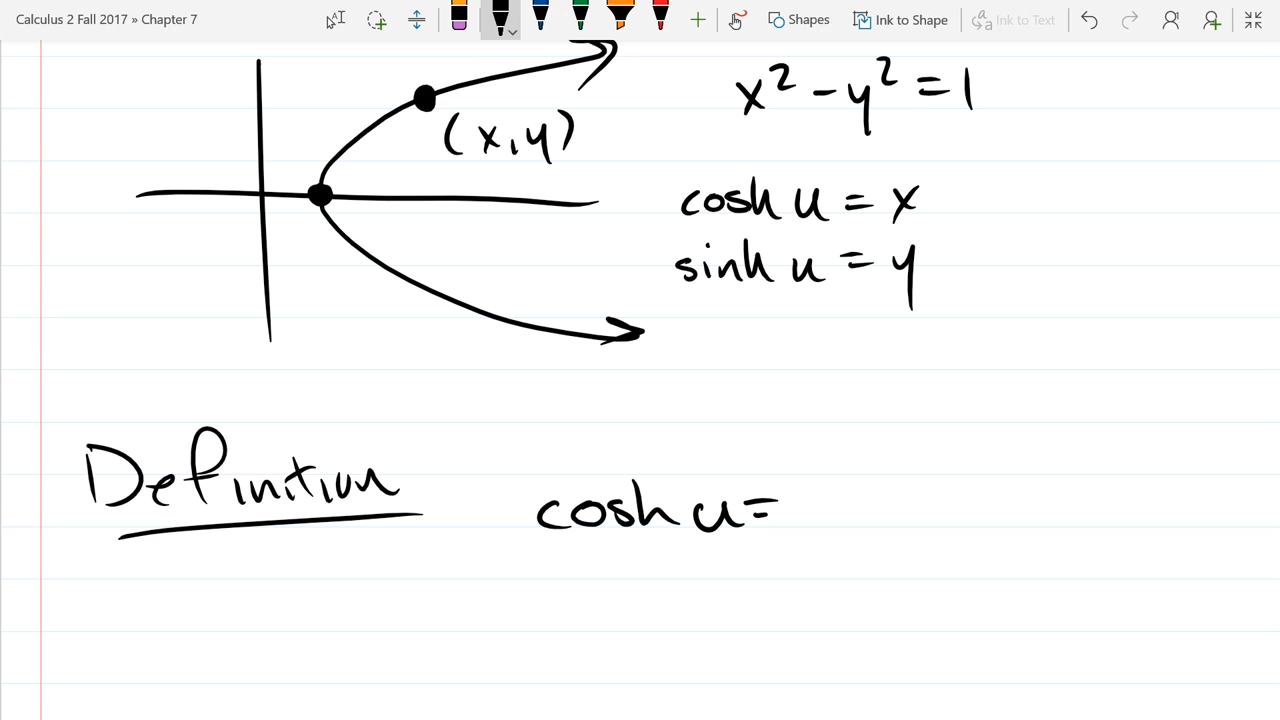 Calculus 2 Fall 2017 » Chapter 7
Shapes
Ink to Shape
Ink to Text
x² - y² = 1
(x, y)
cosh u = x
sinh u = y
Definition
cosh u =